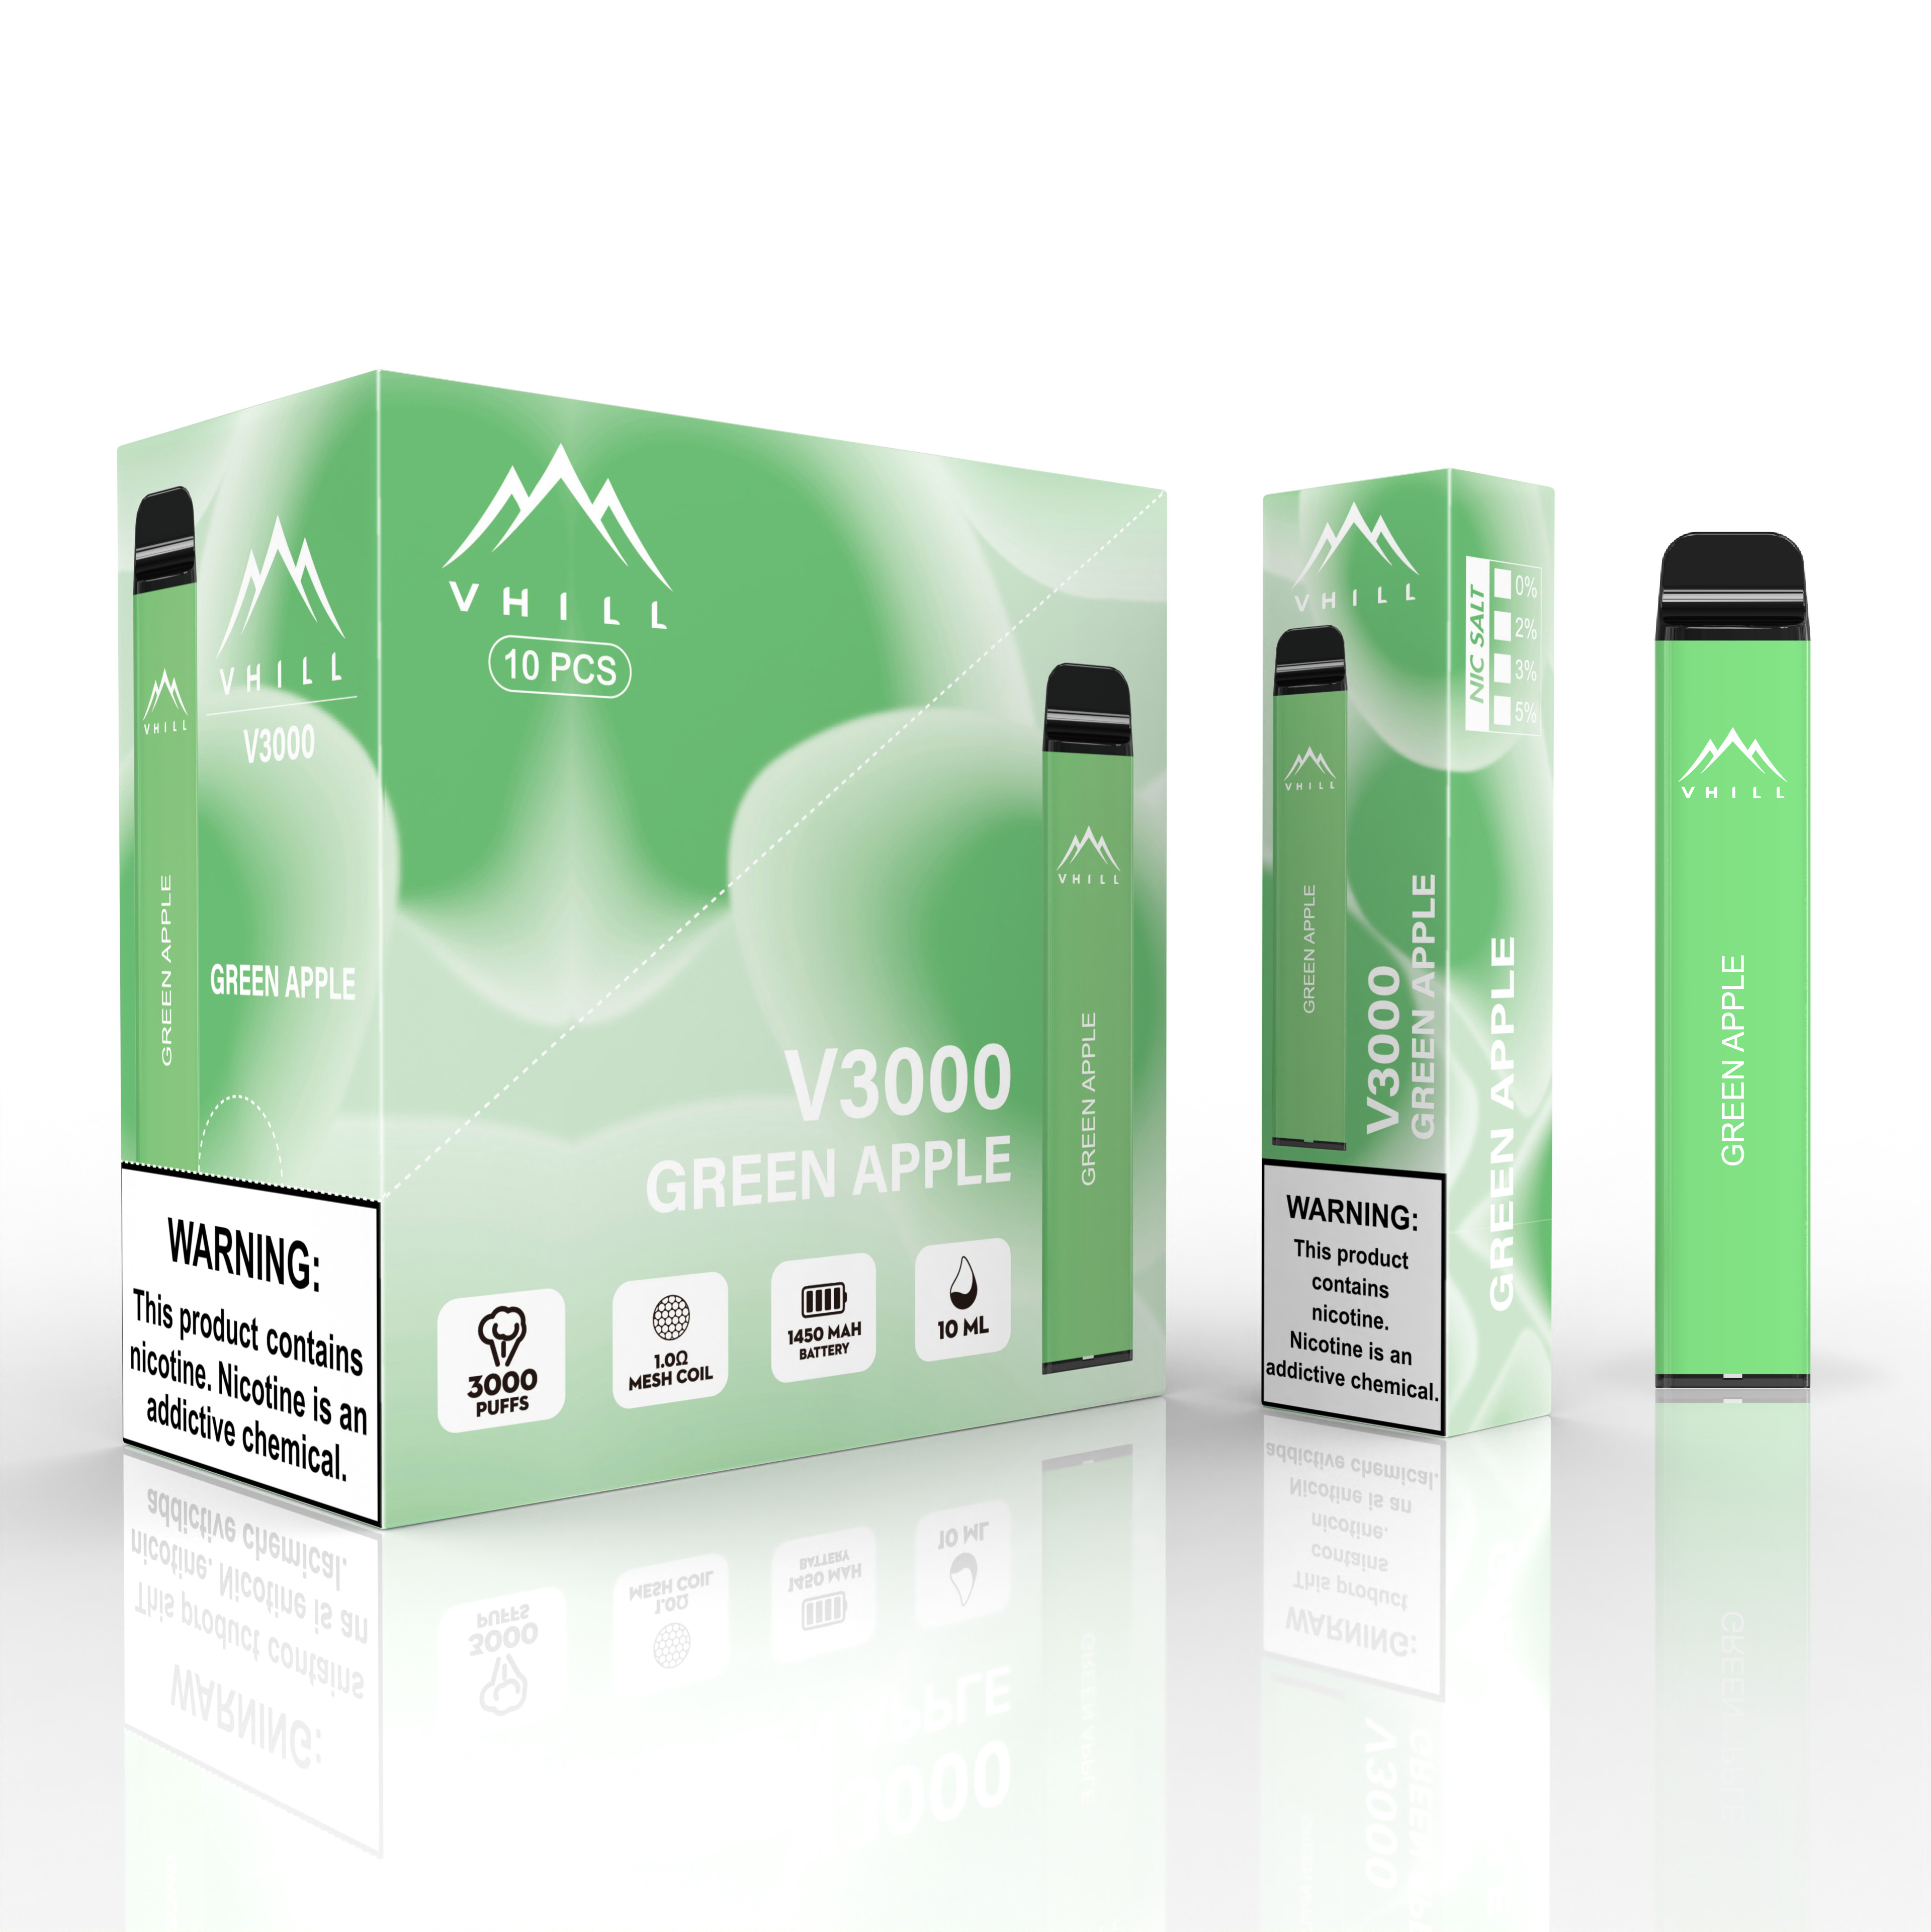 VHILL
GREEN APPLE
VHILL
V3000
GREEN APPLE
WARNING:
This product contains
nicotine. Nicotine is an
addictive chemical.
VHILL
10 PCS
V3000
GREEN APPLE
3000
PUFFS
1.0Ω
MESH COIL
1450 MAH
BATTERY
10 ML
VHILL
GREEN APPLE
VHILL
VHILL
GREEN APPLE
V3000
GREEN APPLE
WARNING:
This product
contains
nicotine.
Nicotine is an
addictive chemical.
NIC SALT
0%
2%
3%
5%
GREEN APPLE
VHILL
GREEN APPLE